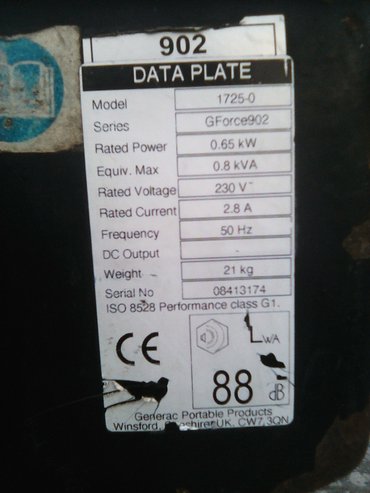 902
DATA PLATE
Model 1725-0
Series GForce902
Rated Power 0.65 kW
Equiv. Max 0.8 kVA
Rated Voltage 230 V~
Rated Current 2.8 A
Frequency 50 Hz
DC Output -
Weight 21 kg
Serial No 08413174
ISO 8528 Performance class G1.
CE
LWA
88 dB
Generac Portable Products
Winsford, Cheshire UK, CW7 3QN